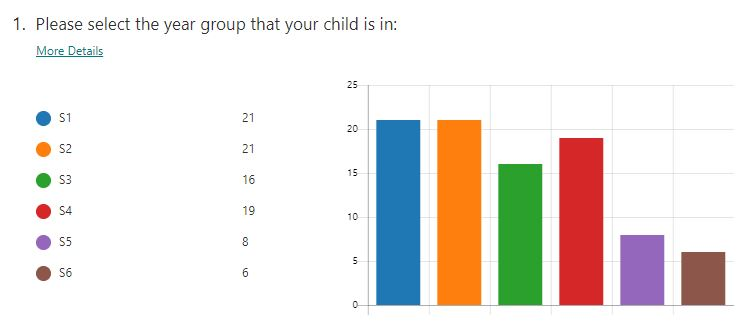 1. Please select the year group that your child is in:
More Details
S1 21
S2 21
S3 16
S4 19
S5 8
S6 6
25
20
15
10
5
0